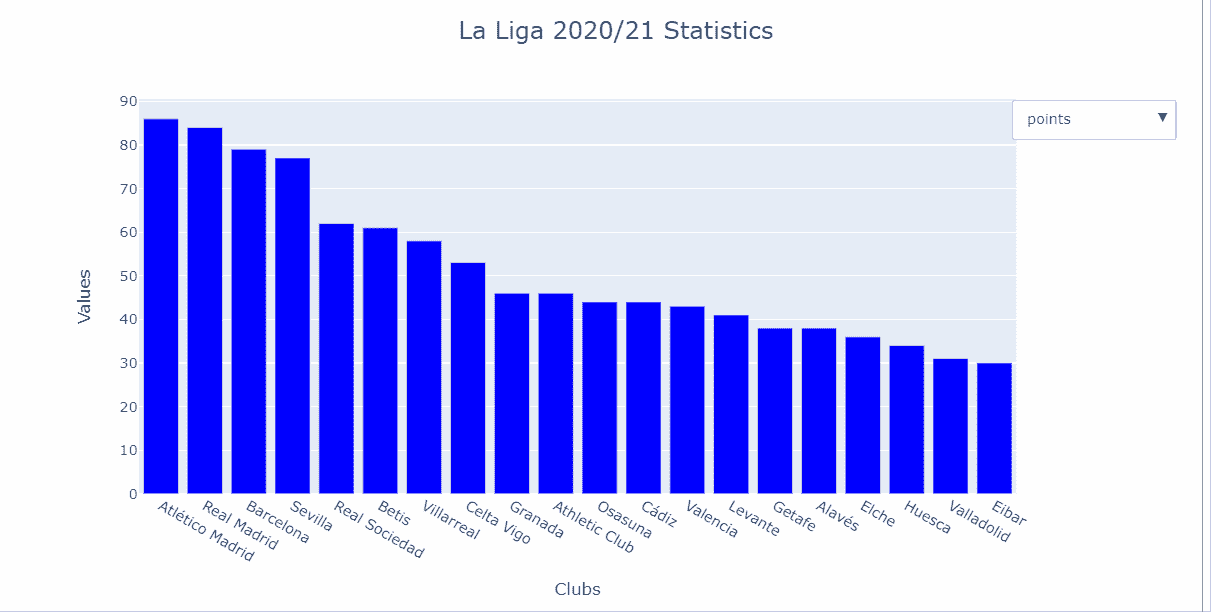 La Liga 2020/21 Statistics
90
80
70
60
50
40
30
20
10
0
Values
points ▼
Atlético Madrid
Real Madrid
Barcelona
Sevilla
Real Sociedad
Betis
Villarreal
Celta Vigo
Granada
Athletic Club
Osasuna
Cádiz
Valencia
Levante
Getafe
Alavés
Elche
Huesca
Valladolid
Eibar
Clubs